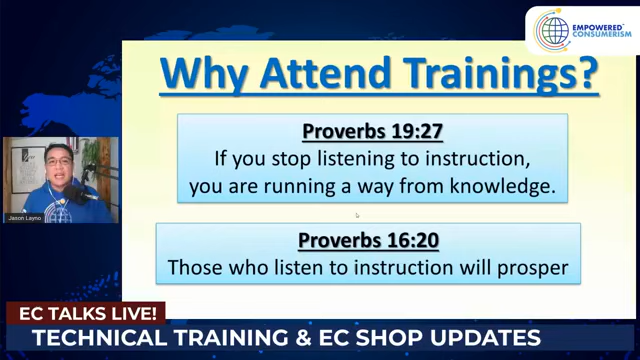 EMPOWERED
CONSUMERISM
Why Attend Trainings?
Proverbs 19:27
If you stop listening to instruction,
you are running a way from knowledge.
Proverbs 16:20
Those who listen to instruction will prosper
Jason Layno
EC TALKS LIVE!
TECHNICAL TRAINING & EC SHOP UPDATES